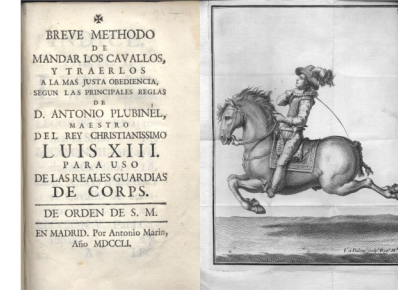 BREVE METHODO
DE
MANDAR LOS CAVALLOS,
Y TRAERLOS
A LA MAS JUSTA OBEDIENCIA,
SEGUN LAS PRINCIPALES REGLAS
DE
D. ANTONIO PLUBINÈL,
MAESTRO
DEL REY CHRISTIANISSIMO
LUIS XIII.
PARA USO
DE LAS REALES GUARDIAS
DE CORPS.
DE ORDEN DE S. M.
EN MADRID. Por Antonio Marin,
Año MDCCLI.